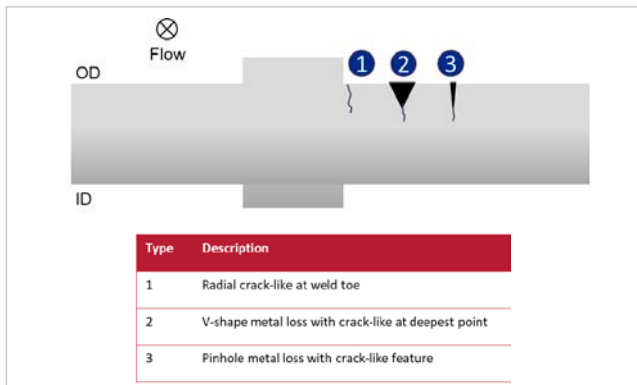 Flow
OD
1 2 3
ID
Type Description
1 Radial crack-like at weld toe
2 V-shape metal loss with crack-like at deepest point
3 Pinhole metal loss with crack-like feature